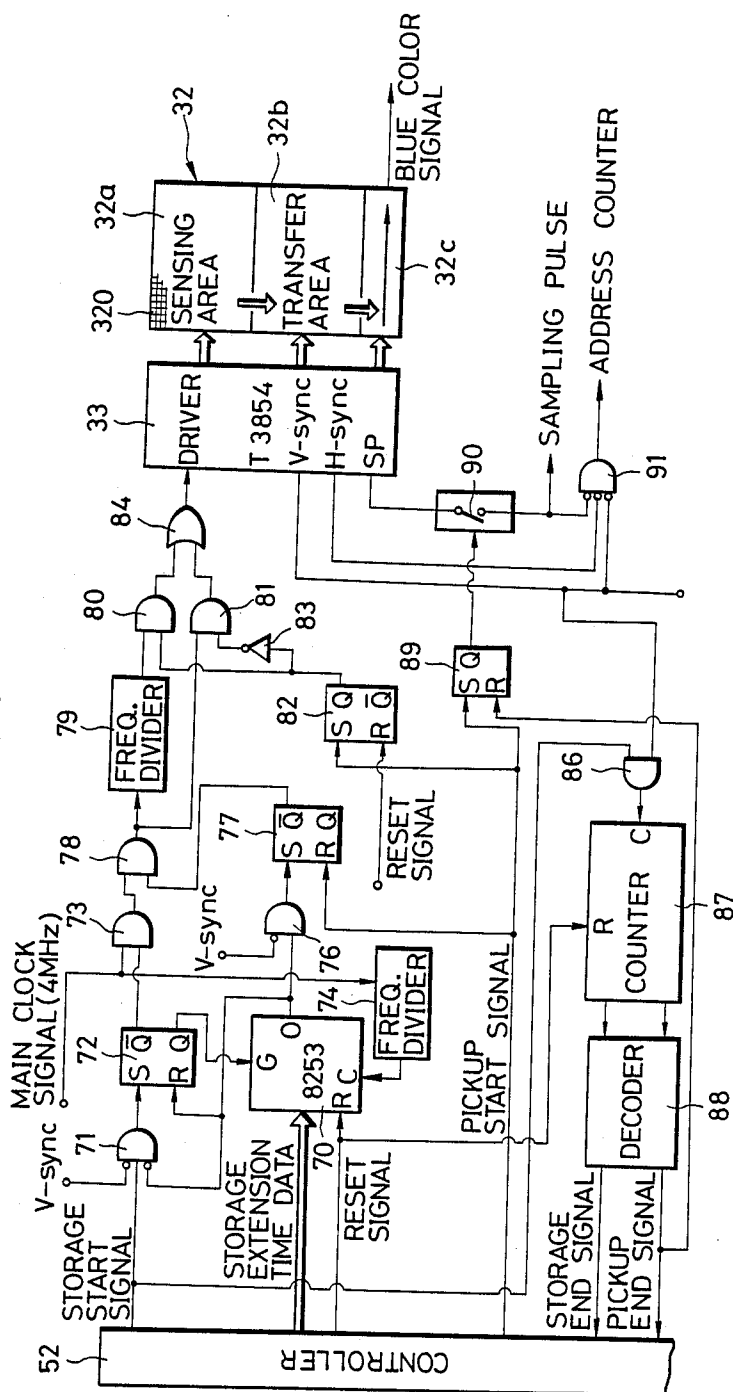 52
CONTROLLER
STORAGE
START
SIGNAL
V-sync
71
S Q̅
R Q
72
MAIN CLOCK
SIGNAL (4MHz)
73
78
FREQ.
DIVIDER
79
80
81
83
84
33
DRIVER
T3854
V-sync
H-sync
SP
320
32a
SENSING
AREA
32
32b
TRANSFER
AREA
32c
BLUE COLOR
SIGNAL
STORAGE
EXTENSION
TIME DATA
G
O
8253
R C
70
FREQ.
DIVIDER
74
V-sync
76
S Q̅
R Q
77
RESET
SIGNAL
RESET SIGNAL
S Q
R Q̅
82
PICKUP
START SIGNAL
S Q
R
89
90
SAMPLING PULSE
91
ADDRESS COUNTER
86
C
R
COUNTER
87
DECODER
88
STORAGE
END SIGNAL
PICKUP
END SIGNAL